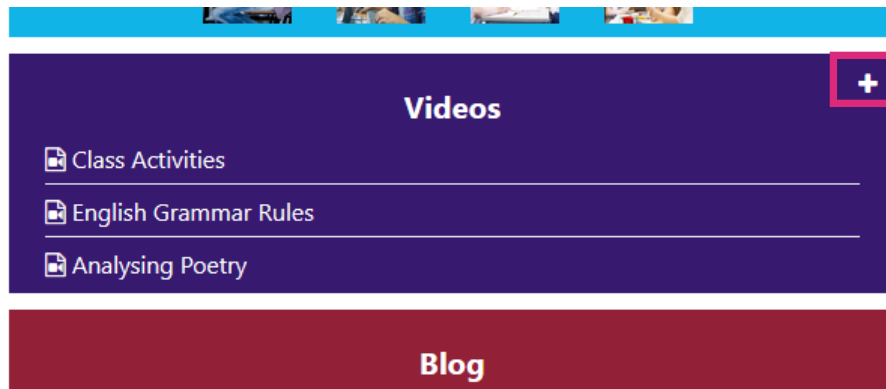 Videos
Class Activities
English Grammar Rules
Analysing Poetry
Blog